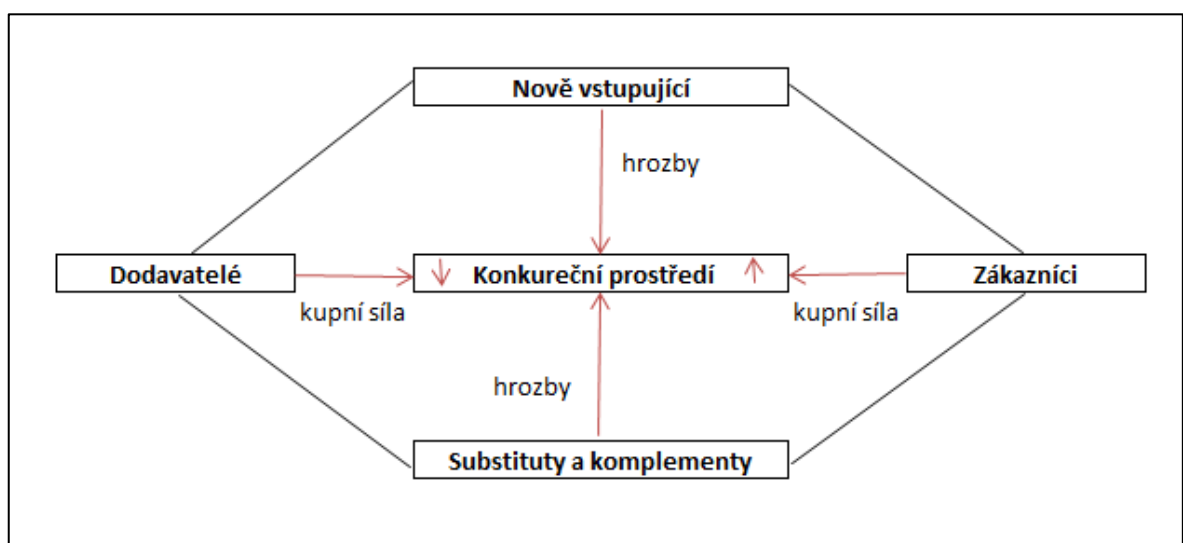 Nově vstupující
hrozby
Dodavatelé
Konkureční prostředí
Zákazníci
kupní síla
kupní síla
hrozby
Substituty a komplementy